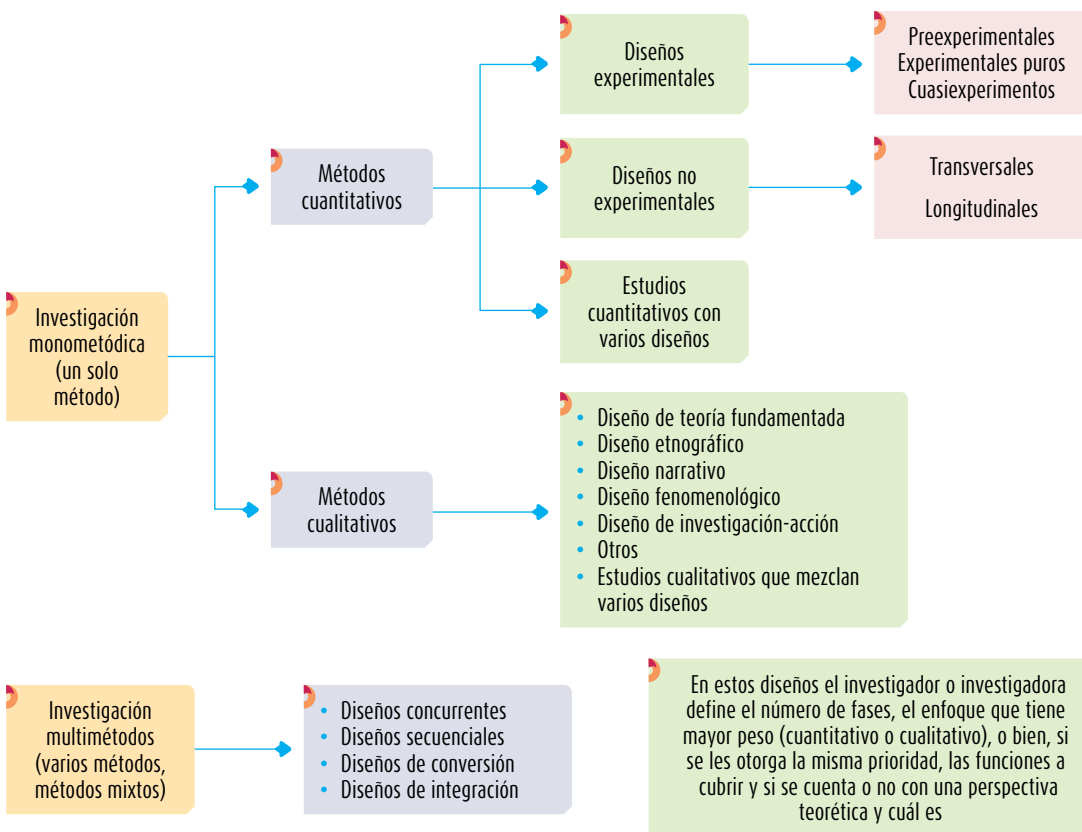 Diseños
experimentales
Preexperimentales
Experimentales puros
Cuasiexperimentos
Métodos
cuantitativos
Diseños no
experimentales
Transversales
Longitudinales
Estudios
cuantitativos con
varios diseños
Investigación
monometódica
(un solo
método)
Métodos
cualitativos
• Diseño de teoría fundamentada
• Diseño etnográfico
• Diseño narrativo
• Diseño fenomenológico
• Diseño de investigación-acción
• Otros
• Estudios cualitativos que mezclan
varios diseños
Investigación
multimétodos
(varios métodos,
métodos mixtos)
• Diseños concurrentes
• Diseños secuenciales
• Diseños de conversión
• Diseños de integración
En estos diseños el investigador o investigadora
define el número de fases, el enfoque que tiene
mayor peso (cuantitativo o cualitativo), o bien, si
se les otorga la misma prioridad, las funciones a
cubrir y si se cuenta o no con una perspectiva
teorética y cuál es